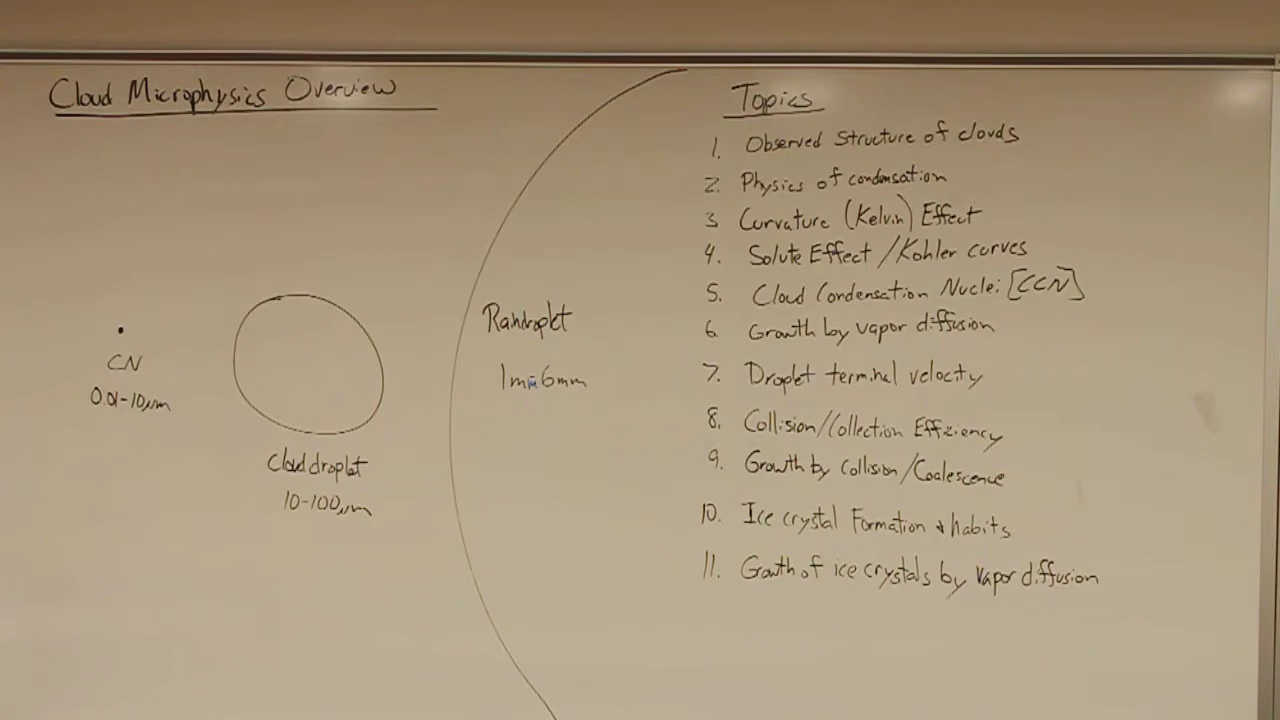 Cloud Microphysics Overview
CN
0.01-10μm
Cloud droplet
10-100μm
Raindroplet
1mm-6mm
Topics
1. Observed Structure of clouds
2. Physics of condensation
3 Curvature (Kelvin) Effect
4. Solute Effect / Kohler curves
5. Cloud Condensation Nuclei [CCN]
6. Growth by vapor diffusion
7. Droplet terminal velocity
8. Collision/Collection Efficiency
9. Growth by Collision/Coalescence
10. Ice crystal Formation + habits
11. Growth of ice crystals by vapor diffusion